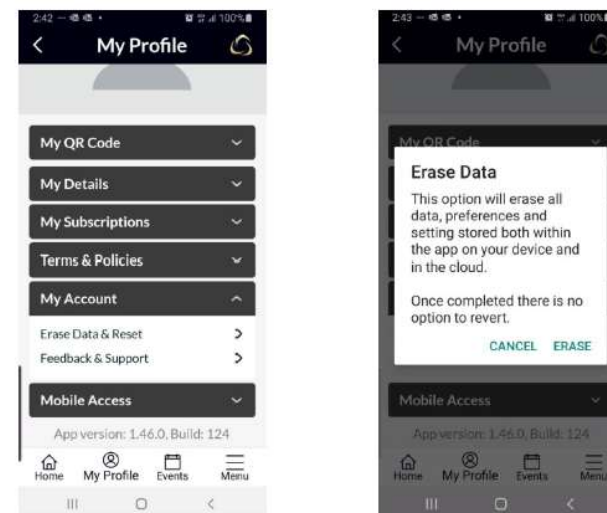 2:42
100%
My Profile
My QR Code
My Details
My Subscriptions
Terms & Policies
My Account
Erase Data & Reset
Feedback & Support
Mobile Access
App version: 1.46.0, Build: 124
Home
My Profile
Events
Menu
2:43
100%
My Profile
My QR Code
Erase Data
This option will erase all
data, preferences and
setting stored both within
the app on your device and
in the cloud.
Once completed there is no
option to revert.
CANCEL ERASE
Mobile Access
App version: 1.46.0, Build: 124
Home
My Profile
Events
Menu